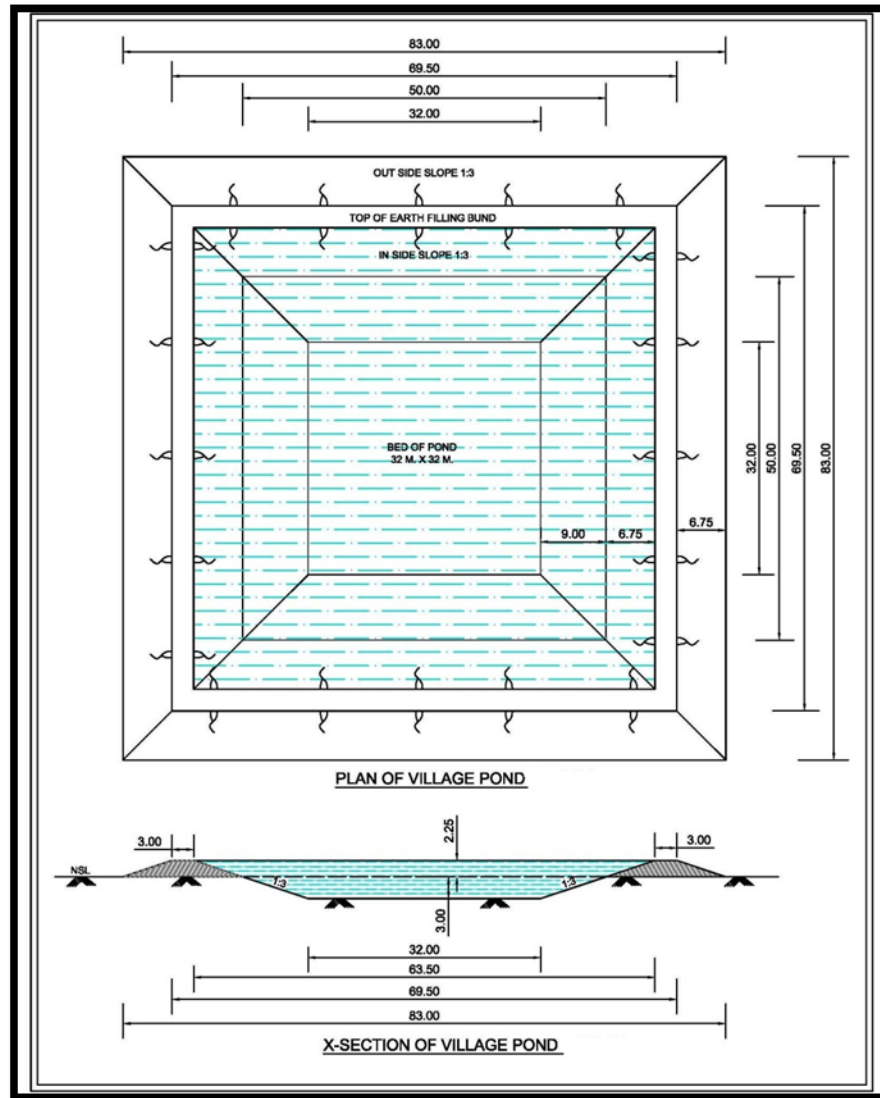 83.00
69.50
50.00
32.00
OUT SIDE SLOPE 1:3
TOP OF EARTH FILLING BUND
IN SIDE SLOPE 1:3
BED OF POND
32 M. X 32 M.
9.00
6.75
6.75
32.00
50.00
69.50
83.00
PLAN OF VILLAGE POND
3.00
2.25
3.00
NSL
1:3
1:3
3.00
32.00
63.50
69.50
83.00
X-SECTION OF VILLAGE POND